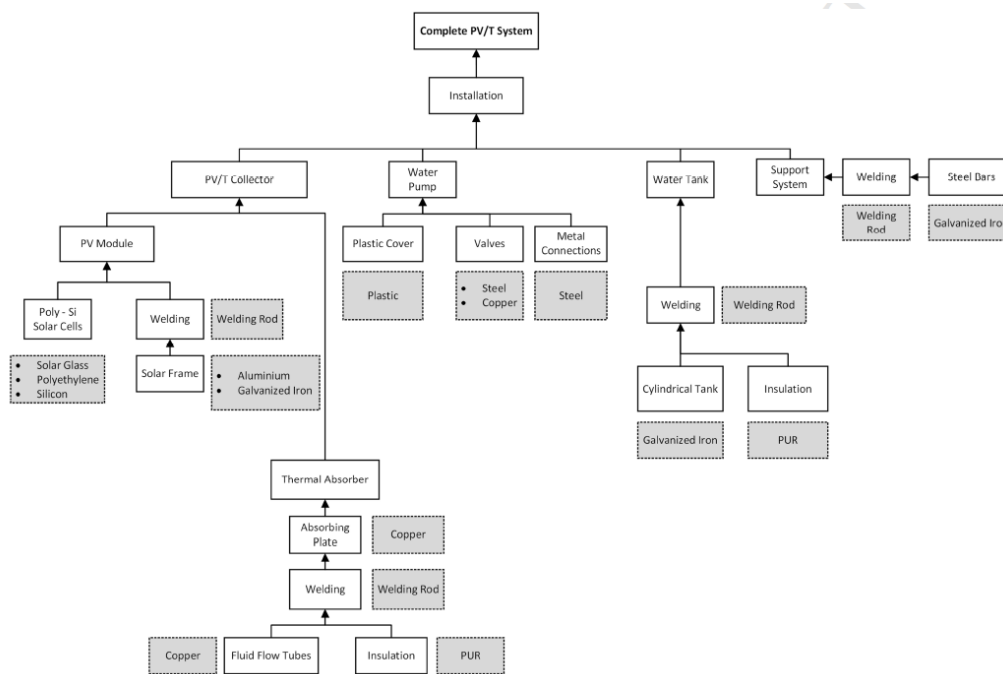 Complete PV/T System
Installation
PV/T Collector
Water
Pump
Water Tank
Support
System
Welding
Steel Bars
Welding
Rod
Galvanized Iron
PV Module
Plastic Cover
Valves
Metal
Connections
Plastic
• Steel
• Copper
Steel
Poly - Si
Solar Cells
Welding
Welding Rod
Welding
Welding Rod
• Solar Glass
• Polyethylene
• Silicon
Solar Frame
• Aluminium
• Galvanized Iron
Cylindrical Tank
Insulation
Galvanized Iron
PUR
Thermal Absorber
Absorbing
Plate
Copper
Welding
Welding Rod
Copper
Fluid Flow Tubes
Insulation
PUR